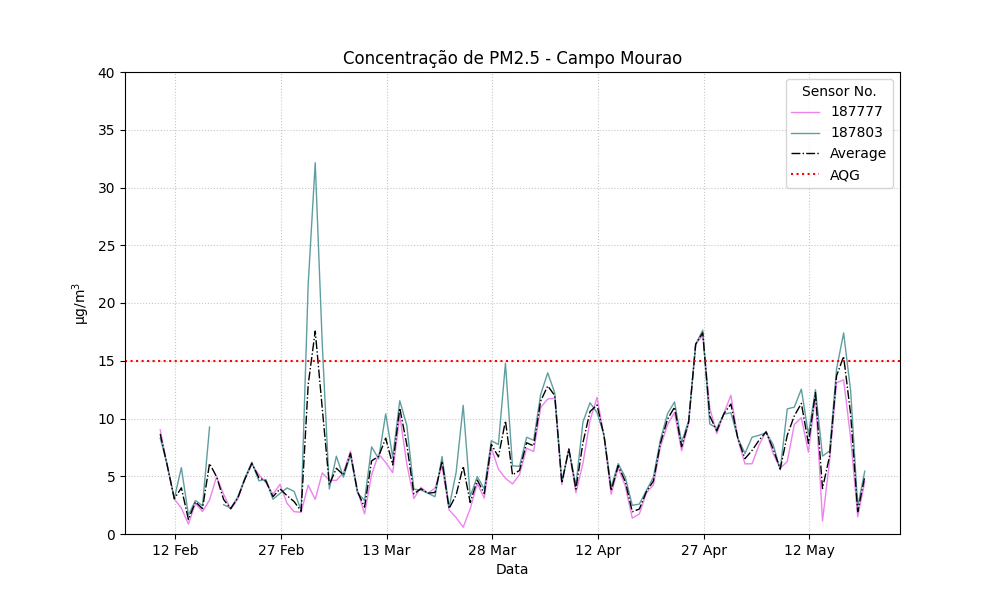 Concentração de PM2.5 - Campo Mourao
40
35
30
25
20
15
10
5
0
µg/m³
Sensor No.
187777
187803
Average
AQG
12 Feb
27 Feb
13 Mar
28 Mar
12 Apr
27 Apr
12 May
Data